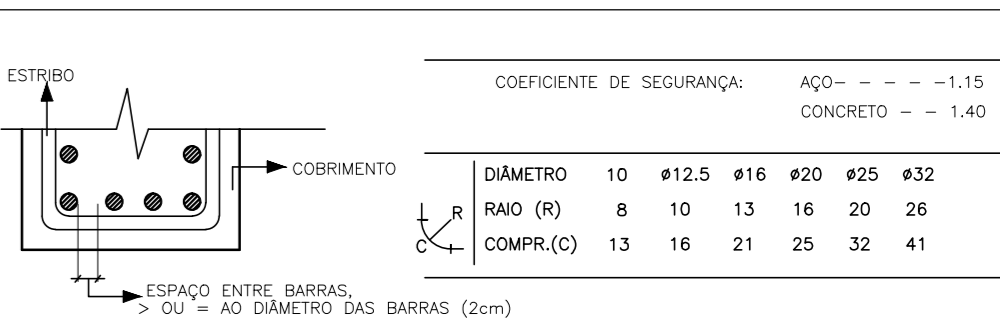 ESTRIBO
COBRIMENTO
ESPAÇO ENTRE BARRAS,
> OU = AO DIÂMETRO DAS BARRAS (2cm)
COEFICIENTE DE SEGURANÇA: AÇO- - - - -1.15
CONCRETO - - 1.40
DIÂMETRO 10 ø12.5 ø16 ø20 ø25 ø32
R RAIO (R) 8 10 13 16 20 26
C COMPR.(C) 13 16 21 25 32 41